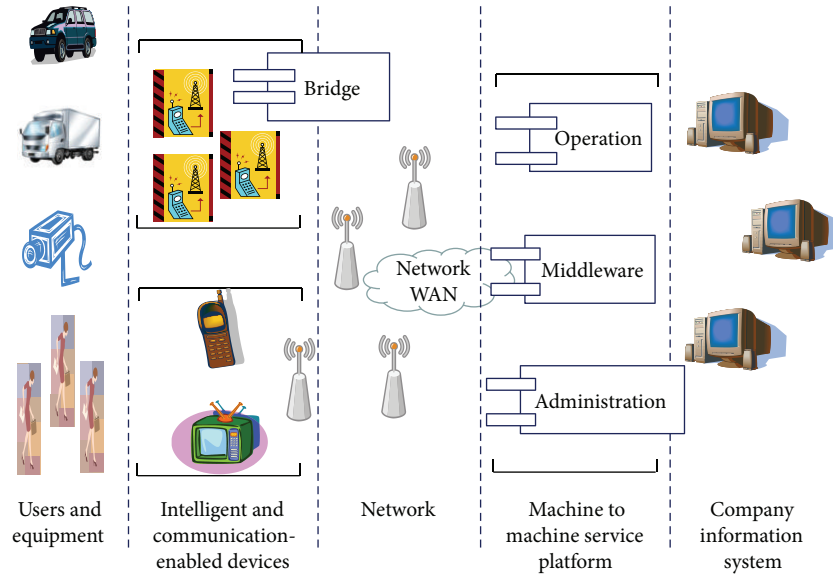 Bridge
Operation
Network
WAN
Middleware
Administration
Users and
equipment
Intelligent and
communication-
enabled devices
Network
Machine to
machine service
platform
Company
information
system